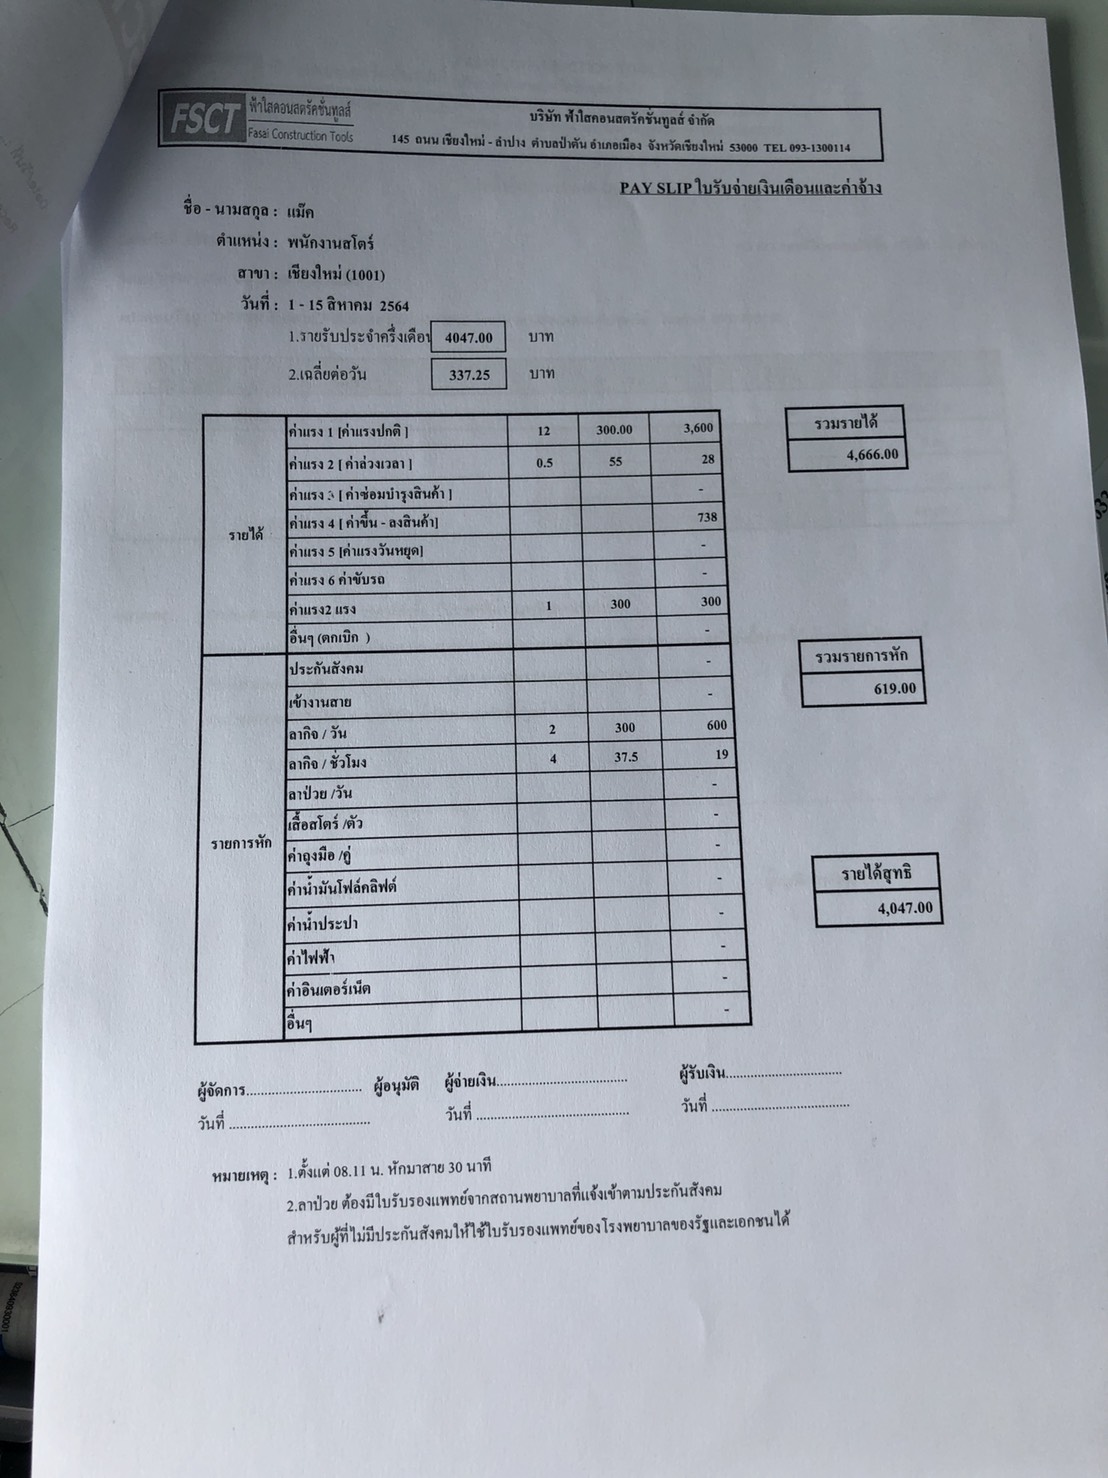 FSCT ฟ้าใสคอนสตรัคชั่นทูลส์
Fasai Construction Tools
บริษัท ฟ้าใสคอนสตรัคชั่นทูลส์ จำกัด
145 ถนน เชียงใหม่ - ลำปาง ตำบลป่าตัน อำเภอเมือง จังหวัดเชียงใหม่ 53000 TEL 093-1300114
PAY SLIP ใบรับจ่ายเงินเดือนและค่าจ้าง
ชื่อ - นามสกุล : แม๊ค
ตำแหน่ง : พนักงานสโตร์
สาขา : เชียงใหม่ (1001)
วันที่ : 1 - 15 สิหาคม 2564
1.รายรับประจำครึ่งเดือน 4047.00 บาท
2.เฉลี่ยต่อวัน 337.25 บาท
รายได้
ค่าแรง 1 [ค่าแรงปกติ ] 12 300.00 3,600
ค่าแรง 2 [ ค่าล่วงเวลา ] 0.5 55 28
ค่าแรง 3 [ ค่าซ่อมบำรุงสินค้า ] -
ค่าแรง 4 [ ค่าขึ้น - ลงสินค้า] 738
ค่าแรง 5 [ค่าแรงวันหยุด] -
ค่าแรง 6 ค่าขับรถ -
ค่าแรง2 แรง 1 300 300
อื่นๆ (ตกเบิก ) -
รวมรายได้
4,666.00
รายการหัก
ประกันสังคม -
เข้างานสาย -
ลากิจ / วัน 2 300 600
ลากิจ / ชั่วโมง 4 37.5 19
ลาป่วย /วัน -
เสื้อสโตร์ /ตัว -
ค่าถุงมือ /คู่ -
ค่าน้ำมันโฟล์คลิฟต์ -
ค่าน้ำประปา -
ค่าไฟฟ้า -
ค่าอินเตอร์เน็ต -
อื่นๆ -
รวมรายการหัก
619.00
รายได้สุทธิ
4,047.00
ผู้จัดการ.............................. ผู้อนุมัติ ผู้จ่ายเงิน.................................. ผู้รับเงิน..............................
วันที่ .................................... วันที่ ....................................... วันที่ ....................................
หมายเหตุ : 1.ตั้งแต่ 08.11 น. หักมาสาย 30 นาที
2.ลาป่วย ต้องมีใบรับรองแพทย์จากสถานพยาบาลที่แจ้งเข้าตามประกันสังคม
สำหรับผู้ที่ไม่มีประกันสังคมให้ใช้ใบรับรองแพทย์ของโรงพยาบาลของรัฐและเอกชนได้